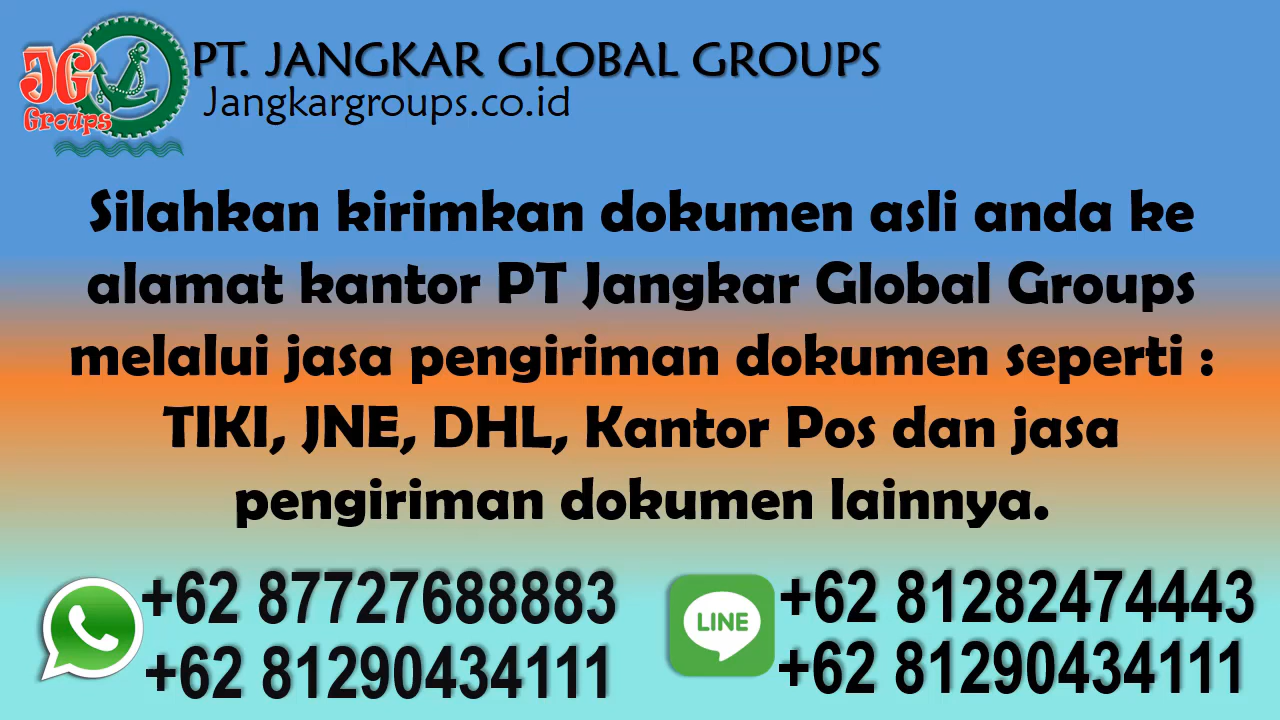 JG
Groups
PT. JANGKAR GLOBAL GROUPS
Jangkargroups.co.id
Silahkan kirimkan dokumen asli anda ke
alamat kantor PT Jangkar Global Groups
melalui jasa pengiriman dokumen seperti :
TIKI, JNE, DHL, Kantor Pos dan jasa
pengiriman dokumen lainnya.
+62 87727688883
+62 81290434111
LINE
+62 81282474443
+62 81290434111